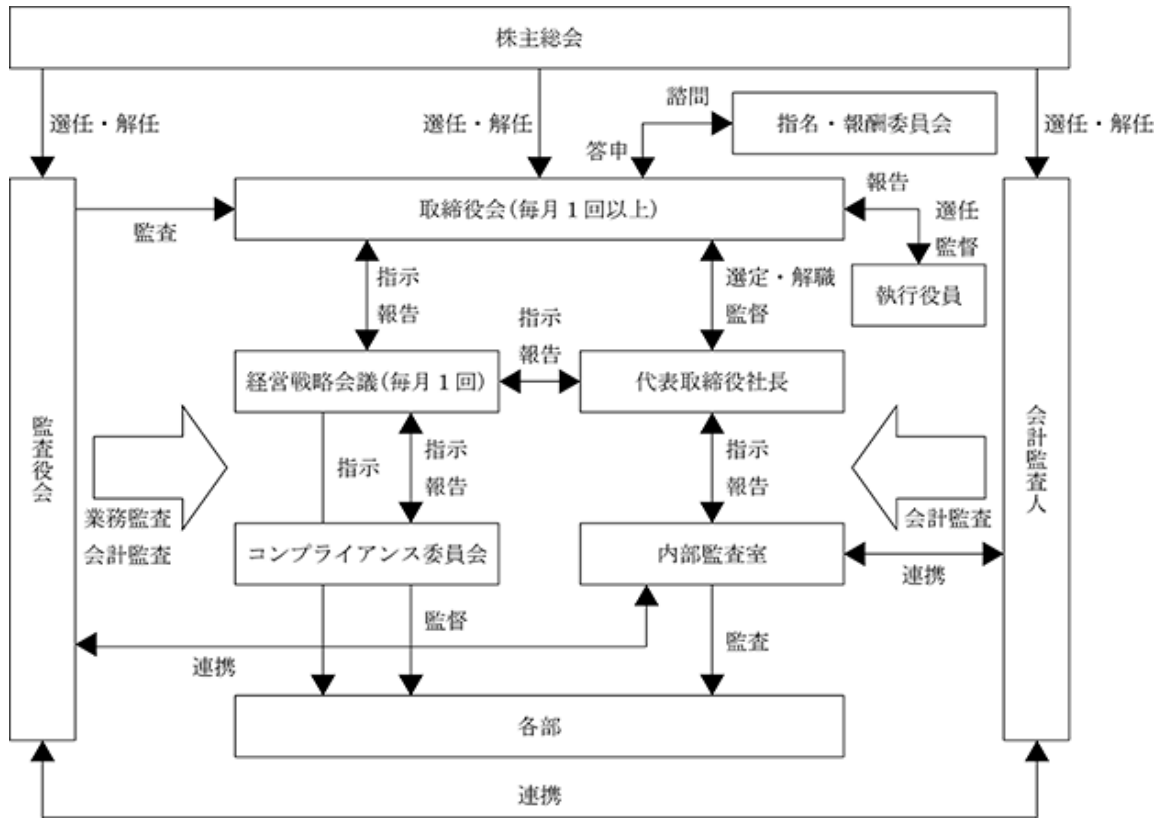 株主総会
選任・解任
選任・解任
諮問
指名・報酬委員会
選任・解任
答申
取締役会(毎月1回以上)
報告
選任
監督
監査
執行役員
指示
報告
選定・解職
監督
指示
報告
経営戦略会議(毎月1回)
代表取締役社長
監査役会
会計監査人
指示
指示
報告
指示
報告
業務監査
会計監査
会計監査
コンプライアンス委員会
内部監査室
連携
監督
監査
連携
各部
連携